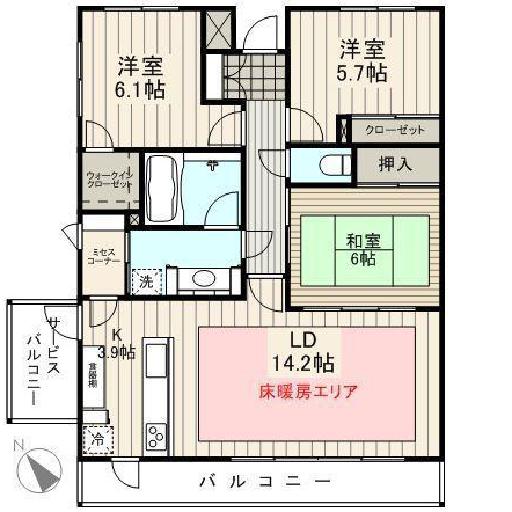 洋室
6.1帖
洋室
5.7帖
クローゼット
押入
ウォークイン
クローゼット
和室
6帖
ミセス
コーナー
洗
サービス
バルコニー
K
3.9帖
食器棚
冷
LD
14.2帖
床暖房エリア
N
バルコニー